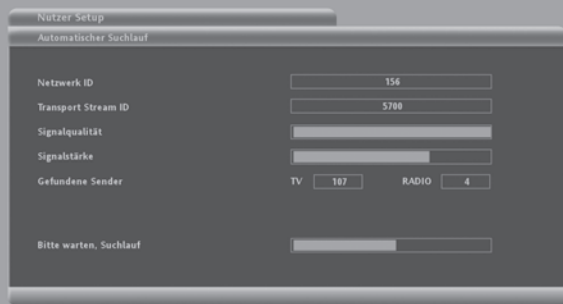 Nutzer Setup
Automatischer Suchlauf
Netzwerk ID 156
Transport Stream ID 5700
Signalqualität
Signalstärke
Gefundene Sender TV 107 RADIO 4
Bitte warten, Suchlauf